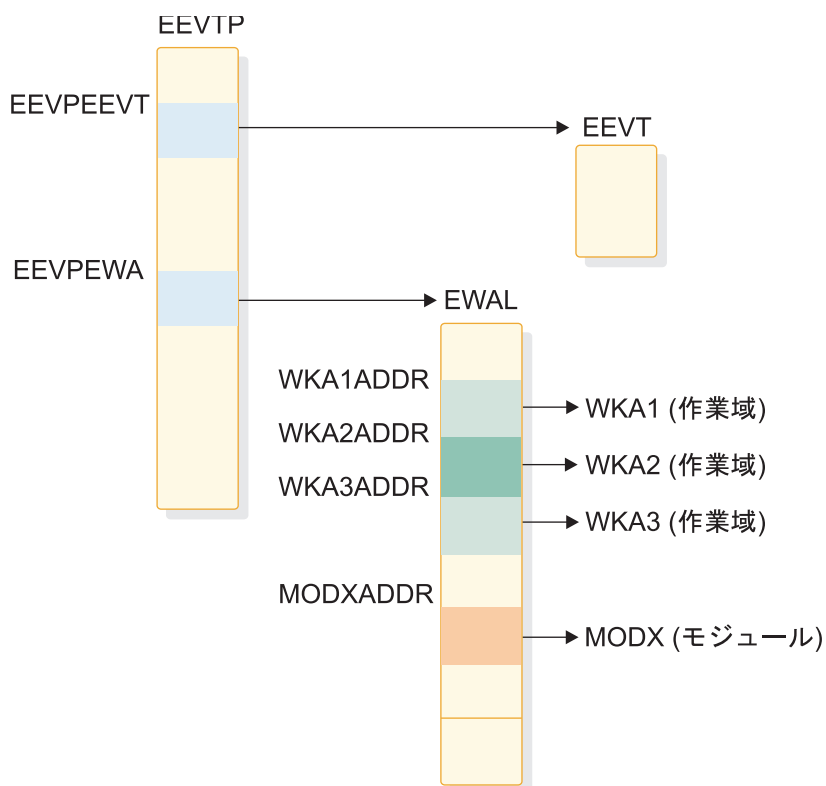 EEVTP
EEVPEEVT
EEVT
EEVPEWA
EWAL
WKA1ADDR
WKA1 (作業域)
WKA2ADDR
WKA2 (作業域)
WKA3ADDR
WKA3 (作業域)
MODXADDR
MODX (モジュール)